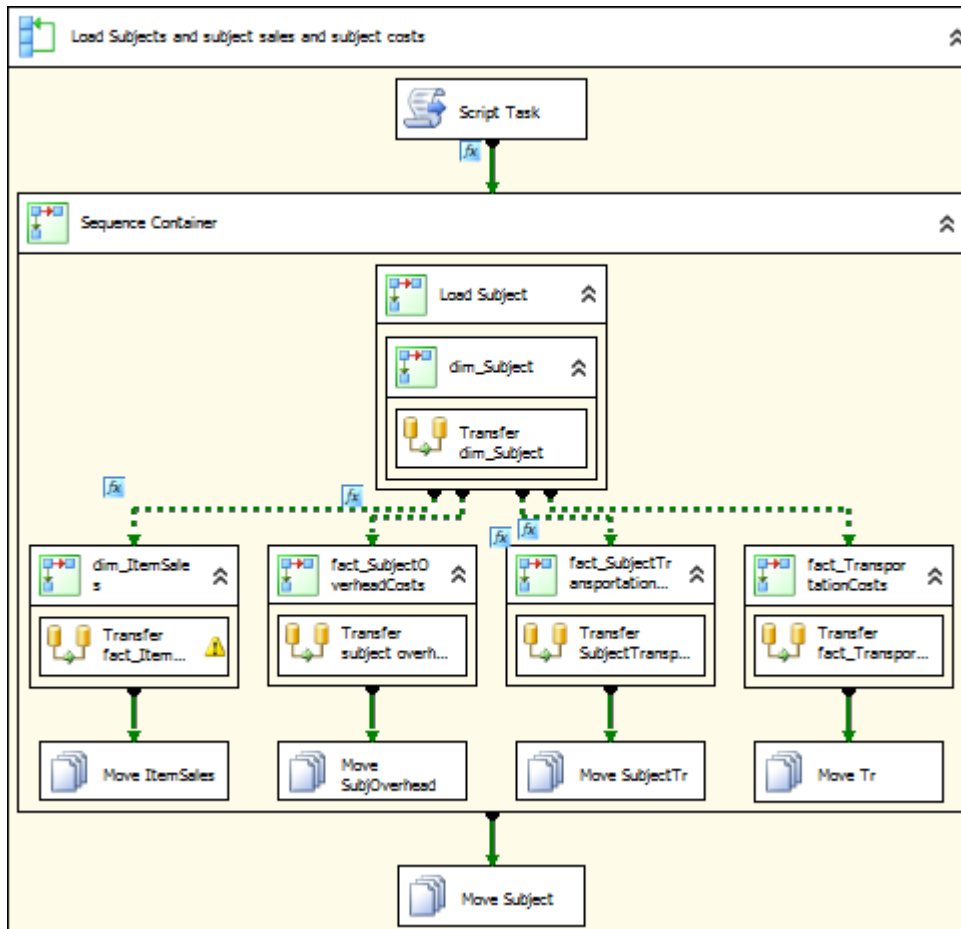 Load Subjects and subject sales and subject costs
Script Task
fx
Sequence Container
Load Subject
dim_Subject
Transfer
dim_Subject
fx
fx
fx
fx
dim_ItemSale
s
Transfer
fact_Item...
Move ItemSales
fact_SubjectO
verheadCosts
Transfer
subject overh...
Move
SubjOverhead
fact_SubjectTr
ansportation...
Transfer
SubjectTransp...
Move SubjectTr
fact_Transpor
tationCosts
Transfer
fact_Transpor...
Move Tr
Move Subject